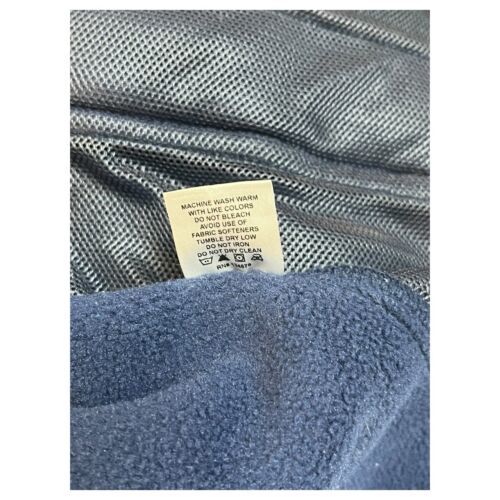 MACHINE WASH WARM
WITH LIKE COLORS
DO NOT BLEACH
AVOID USE OF
FABRIC SOFTENERS
TUMBLE DRY LOW
DO NOT IRON
DO NOT DRY CLEAN